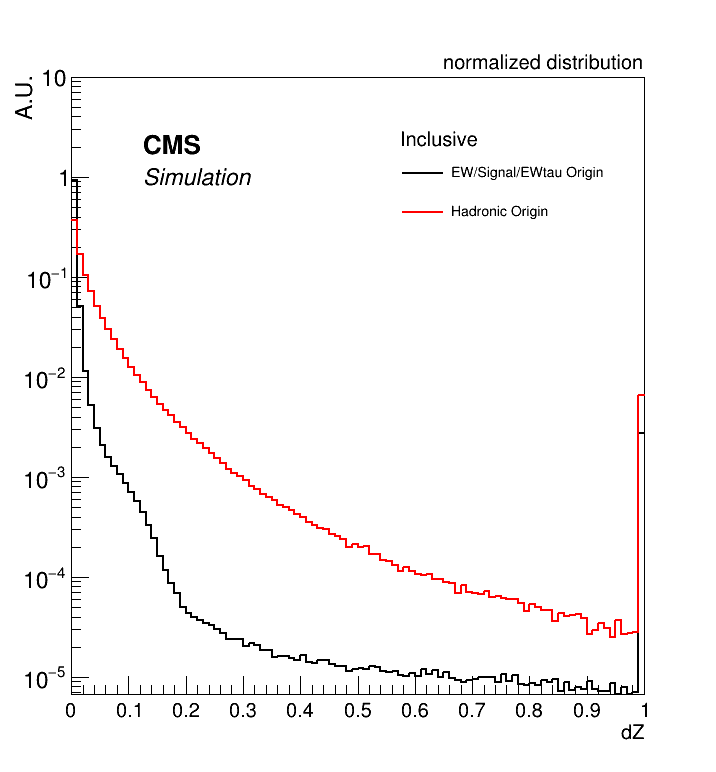 normalized distribution
A.U.
10
1
10⁻¹
10⁻²
10⁻³
10⁻⁴
10⁻⁵
CMS
Simulation
Inclusive
EW/Signal/EWtau Origin
Hadronic Origin
0 0.1 0.2 0.3 0.4 0.5 0.6 0.7 0.8 0.9 1
dZ